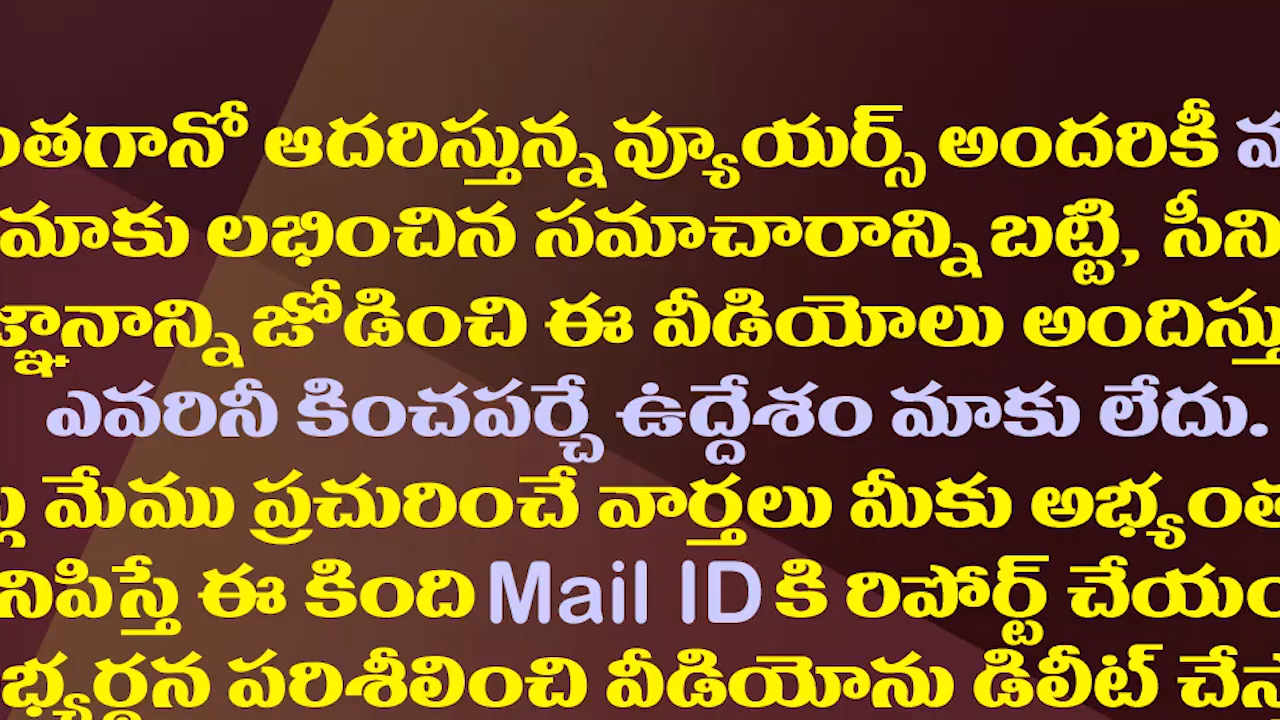 ఆదరిస్తున్న వ్యూయర్స్ అందరికీ
మాకు లభించిన సమాచారాన్ని బట్టి,
జోడించి ఈ వీడియోలు
ఎవరినీ కించపర్చే ఉద్దేశం మాకు లేదు.
మేము ప్రచురించే వార్తలు మీకు
ఈ కింది Mail ID కి రిపోర్ట్
పరిశీలించి వీడియోను డిలీట్